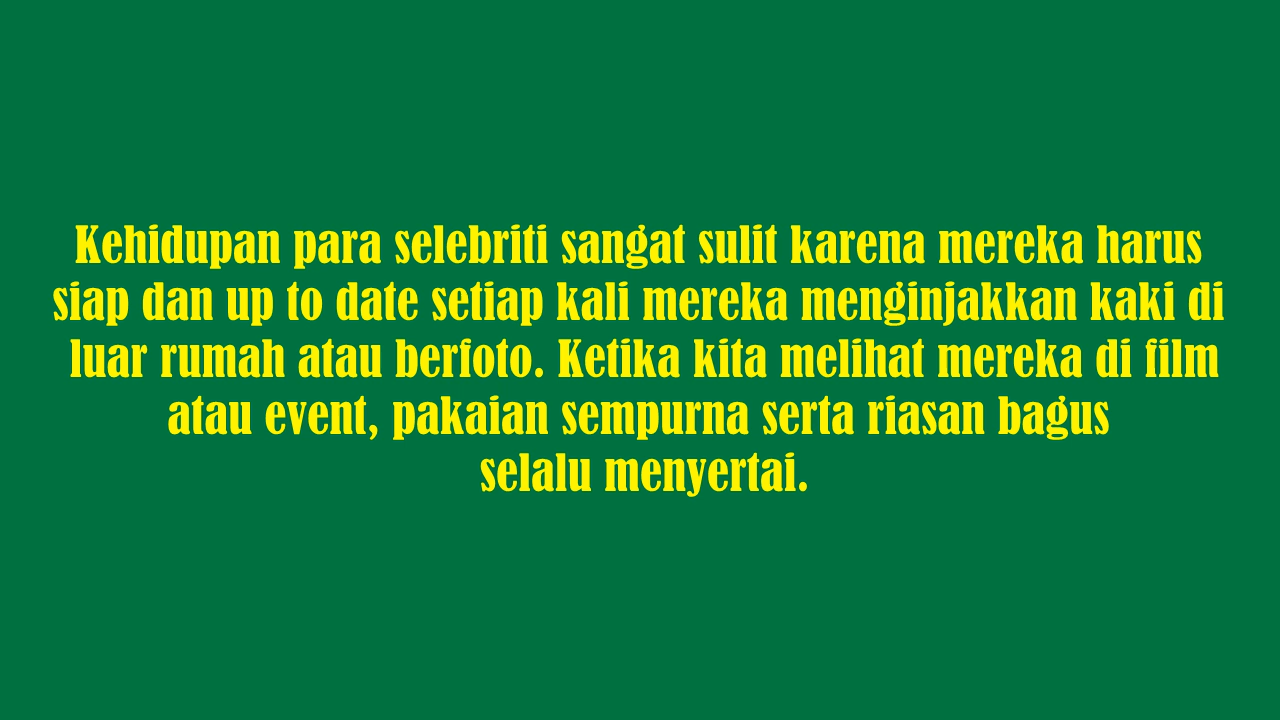 Kehidupan para selebriti sangat sulit karena mereka harus
siap dan up to date setiap kali mereka menginjakkan kaki di
luar rumah atau berfoto. Ketika kita melihat mereka di film
atau event, pakaian sempurna serta riasan bagus
selalu menyertai.